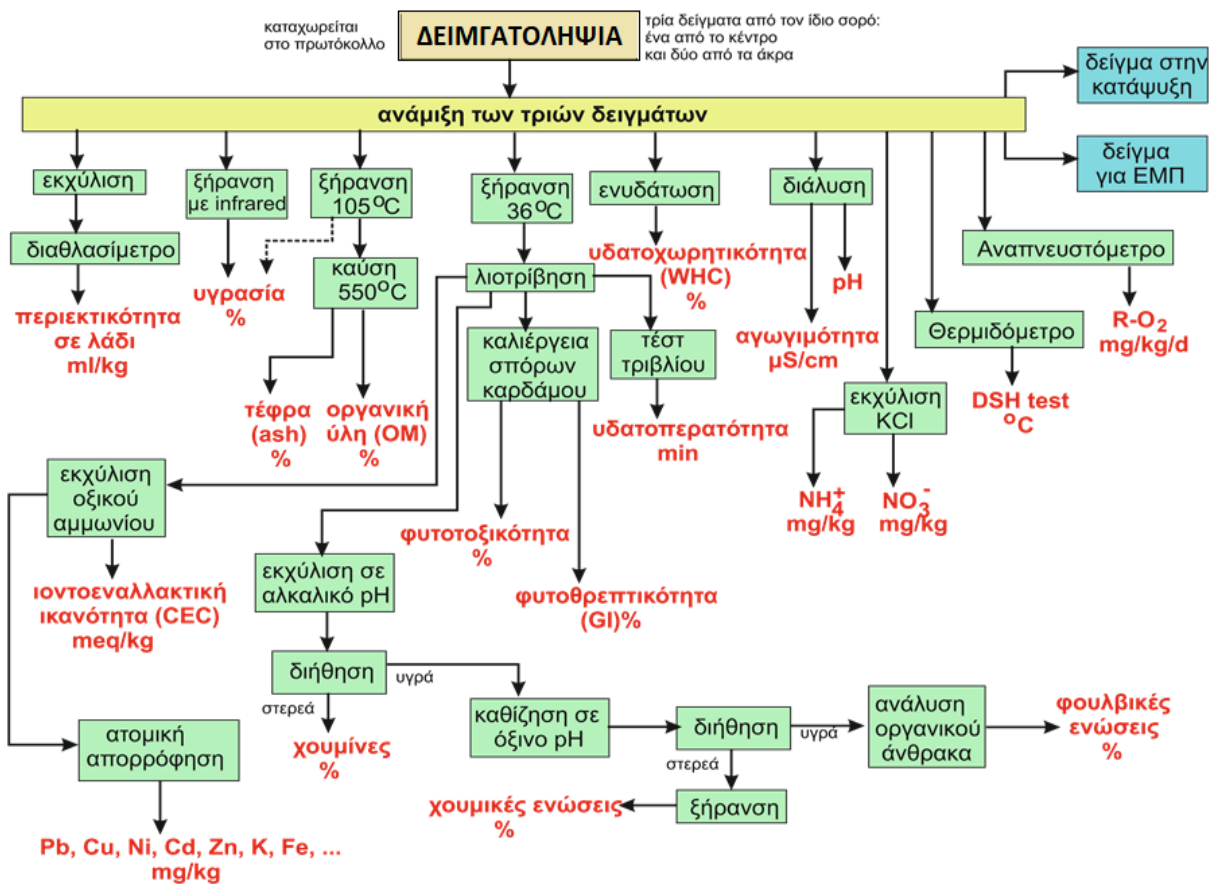 καταχωρείται
στο πρωτόκολλο
ΔΕΙΜΓΑΤΟΛΗΨΙΑ
τρία δείγματα από τον ίδιο σορό:
ένα από το κέντρο
και δύο από τα άκρα
δείγμα στην
κατάψυξη
ανάμιξη των τριών δειγμάτων
δείγμα
για ΕΜΠ
εκχύλιση
ξήρανση
με infrared
ξήρανση
105°C
ξήρανση
36°C
ενυδάτωση
διάλυση
διαθλασίμετρο
καύση
550°C
λιοτρίβηση
υδατοχωρητικότητα
(WHC)
%
pH
Αναπνευστόμετρο
υγρασία
%
περιεκτικότητα
σε λάδι
ml/kg
καλιέργεια
σπόρων
καρδάμου
τέστ
τριβλίου
αγωγιμότητα
μS/cm
Θερμιδόμετρο
R-O₂
mg/kg/d
τέφρα
(ash)
%
οργανική
ύλη (OM)
%
υδατοπερατότητα
min
εκχύλιση
KCl
DSH test
°C
εκχύλιση
οξικού
αμμωνίου
NH₄⁺
mg/kg
NO₃⁻
mg/kg
φυτοτοξικότητα
%
εκχύλιση σε
αλκαλικό pH
ιοντοεναλλακτική
ικανότητα (CEC)
meq/kg
φυτοθρεπτικότητα
(GI)%
διήθηση
υγρά
στερεά
χουμίνες
%
καθίζηση σε
όξινο pH
διήθηση
υγρά
στερεά
ανάλυση
οργανικού
άνθρακα
φουλβικές
ενώσεις
%
ατομική
απορρόφηση
χουμικές ενώσεις
%
ξήρανση
Pb, Cu, Ni, Cd, Zn, K, Fe, ...
mg/kg